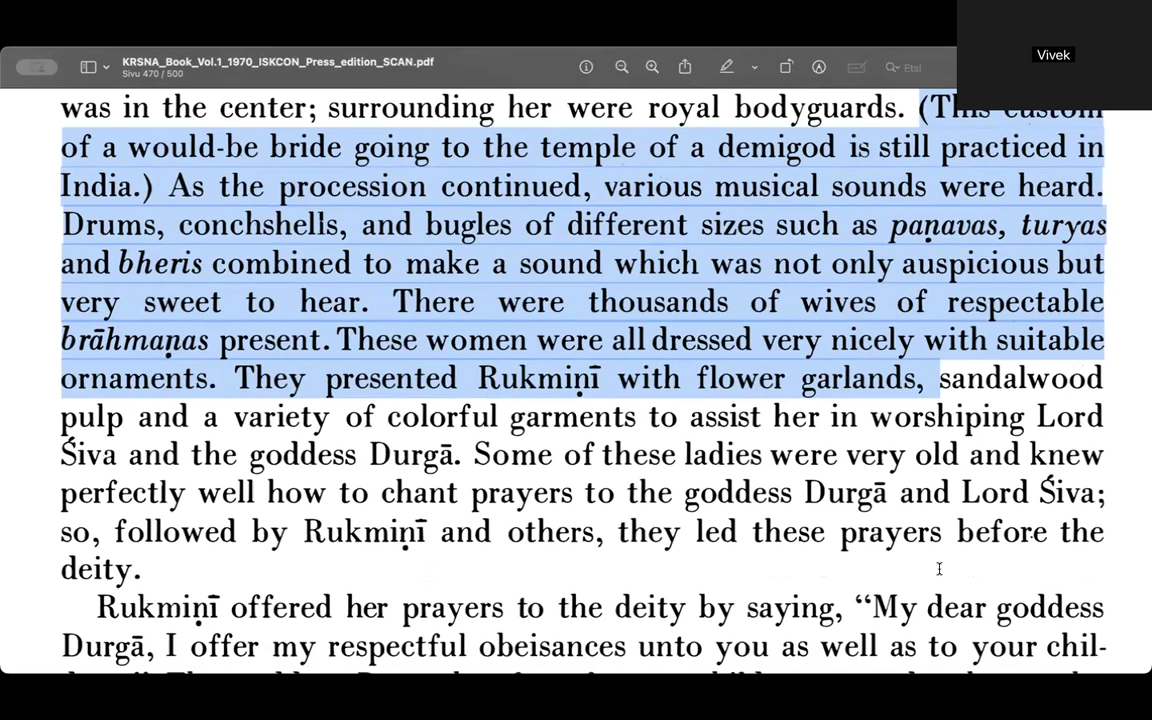 KRSNA_Book_Vol.1_1970_ISKCON_Press_edition_SCAN.pdf
Sivu 470 / 500
Etsi
Vivek
was in the center; surrounding her were royal bodyguards. (This custom
of a would-be bride going to the temple of a demigod is still practiced in
India.) As the procession continued, various musical sounds were heard.
Drums, conchshells, and bugles of different sizes such as paṇavas, turyas
and bheris combined to make a sound which was not only auspicious but
very sweet to hear. There were thousands of wives of respectable
brāhmaṇas present. These women were all dressed very nicely with suitable
ornaments. They presented Rukmiṇī with flower garlands, sandalwood
pulp and a variety of colorful garments to assist her in worshiping Lord
Śiva and the goddess Durgā. Some of these ladies were very old and knew
perfectly well how to chant prayers to the goddess Durgā and Lord Śiva;
so, followed by Rukmiṇī and others, they led these prayers before the
deity.
Rukmiṇī offered her prayers to the deity by saying, “My dear goddess
Durgā, I offer my respectful obeisances unto you as well as to your chil-